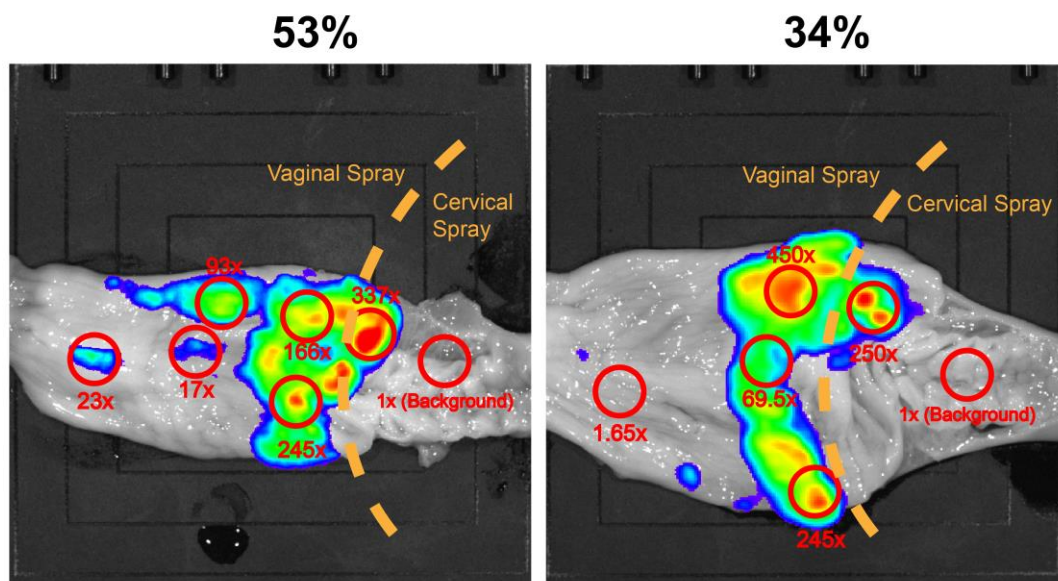 53%
34%
Vaginal Spray
Cervical
Spray
93x
337x
166x
23x
17x
1x (Background)
245x
Vaginal Spray
Cervical Spray
450x
250x
69.5x
1.65x
1x (Background)
245x